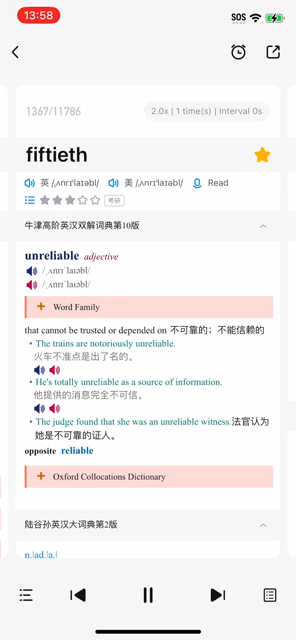 13:58
SOS
1367/11786
2.0x | 1 time(s) | Interval 0s
fiftieth
英 /ˌʌnrɪˈlaɪəbl/ 美 /ˌʌnrɪˈlaɪəbl/ Read
考研
牛津高阶英汉双解词典第10版
unreliable adjective
/ˌʌnrɪˈlaɪəbl/
/ˌʌnrɪˈlaɪəbl/
+ Word Family
that cannot be trusted or depended on 不可靠的；不能信赖的
• The trains are notoriously unreliable.
火车不准点是出了名的。
• He's totally unreliable as a source of information.
他提供的消息完全不可信。
• The judge found that she was an unreliable witness.法官认为
她是不可靠的证人。
opposite reliable
+ Oxford Collocations Dictionary
陆谷孙英汉大词典第2版
n.|ad.|a.|